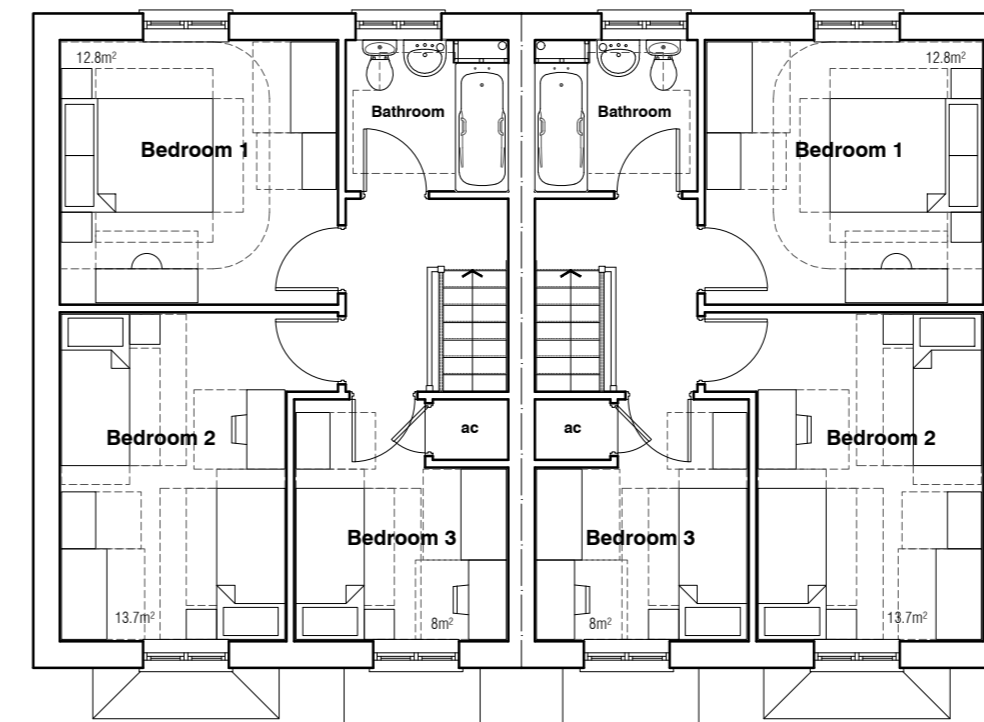 12.8m²
12.8m²
Bathroom
Bathroom
Bedroom 1
Bedroom 1
ac
ac
Bedroom 2
Bedroom 2
Bedroom 3
Bedroom 3
13.7m²
8m²
8m²
13.7m²